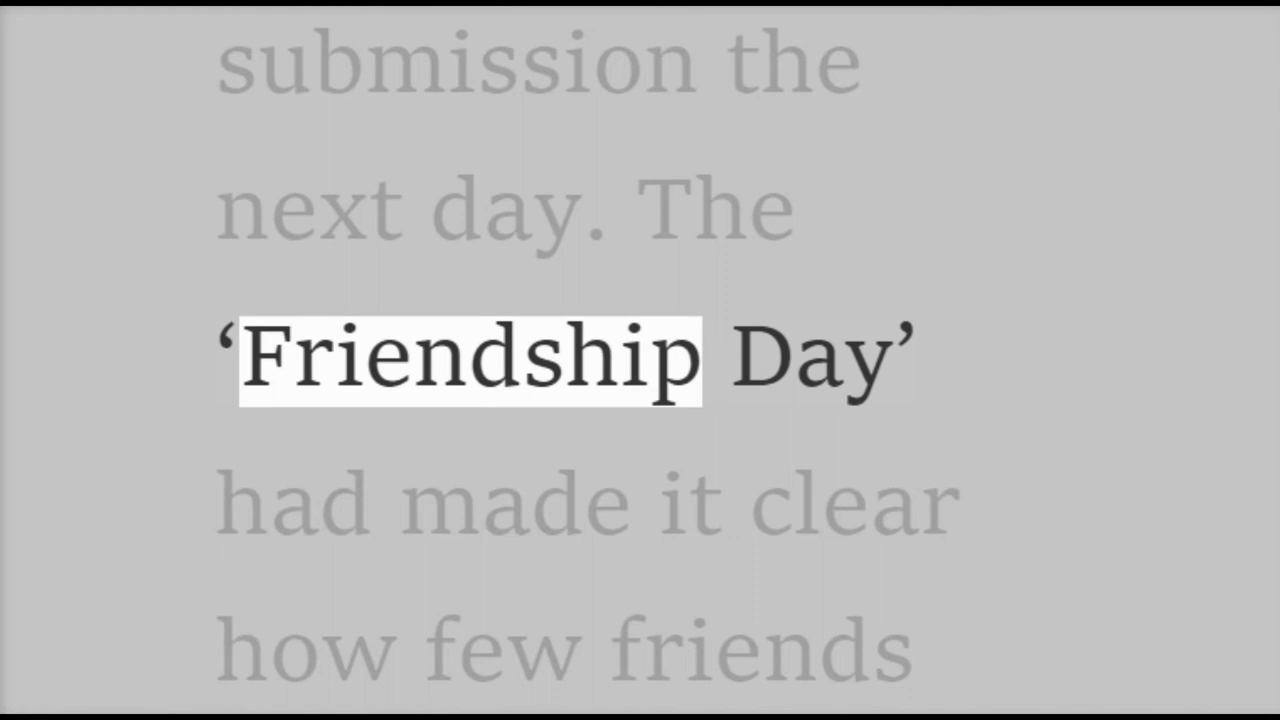 submission the
next day. The
‘Friendship Day’
had made it clear
how few friends